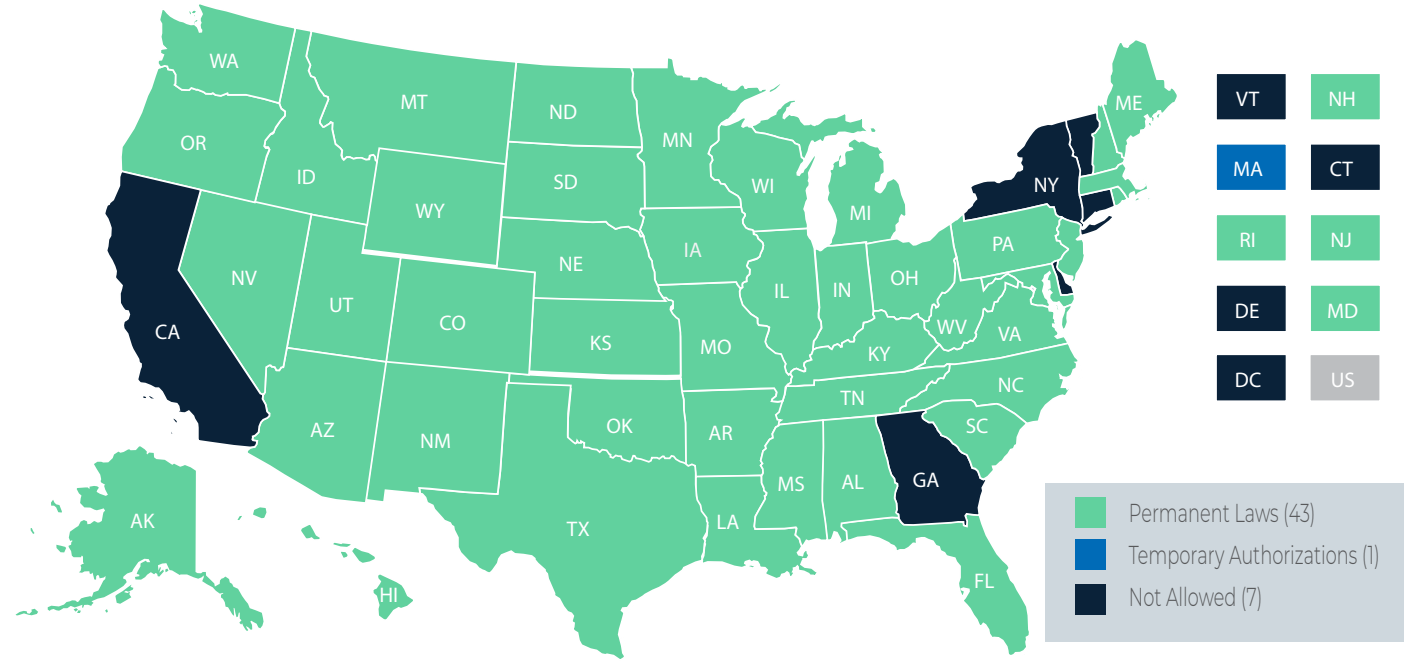 WA
MT
ND
MN
ME
VT
NH
OR
ID
SD
WI
MI
NY
MA
CT
WY
IA
PA
RI
NJ
NV
NE
IL
IN
OH
UT
CO
CA
KS
MO
WV
VA
KY
DE
MD
DC
US
AZ
NM
OK
TN
NC
AR
SC
MS
AL
GA
AK
TX
LA
FL
HI
Permanent Laws (43)
Temporary Authorizations (1)
Not Allowed (7)